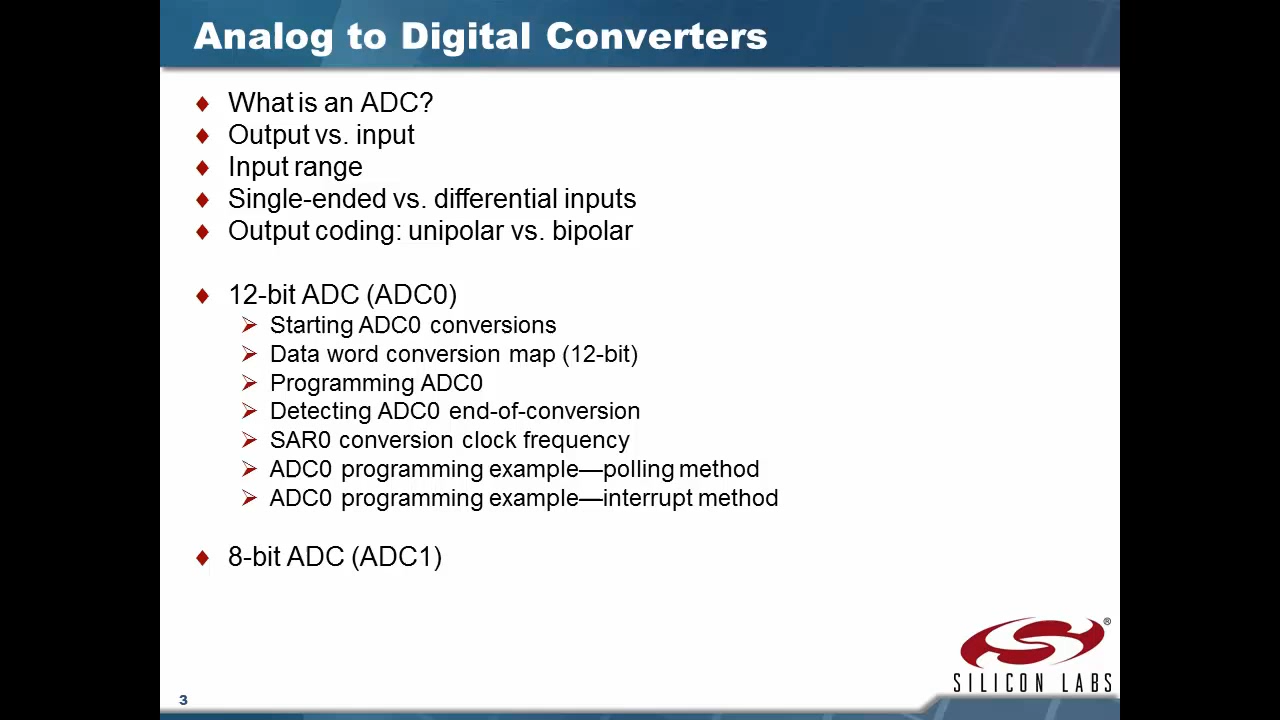 Analog to Digital Converters
What is an ADC?
Output vs. input
Input range
Single-ended vs. differential inputs
Output coding: unipolar vs. bipolar
12-bit ADC (ADC0)
Starting ADC0 conversions
Data word conversion map (12-bit)
Programming ADC0
Detecting ADC0 end-of-conversion
SAR0 conversion clock frequency
ADC0 programming example—polling method
ADC0 programming example—interrupt method
8-bit ADC (ADC1)
®
SILICON LABS
3